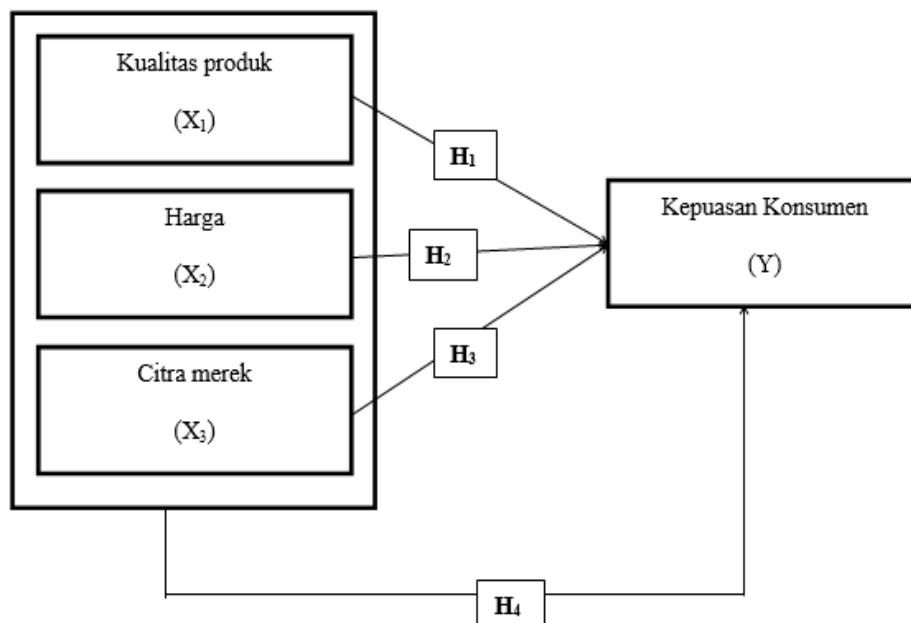 Kualitas produk
(X₁)
H₁
Harga
(X₂)
H₂
Kepuasan Konsumen
(Y)
Citra merek
(X₃)
H₃
H₄